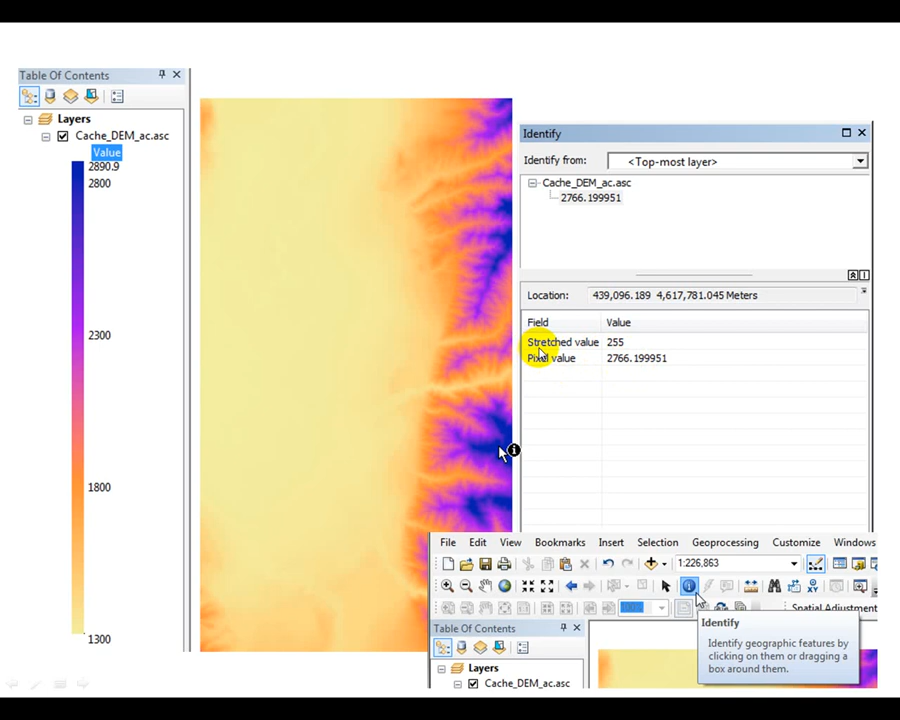 Table Of Contents
Layers
Cache_DEM_ac.asc
Value
2890.9
2800
2300
1800
1300
Identify
Identify from: <Top-most layer>
Cache_DEM_ac.asc
2766.199951
Location: 439,096.189 4,617,781.045 Meters
Field Value
Stretched value 255
Pixel value 2766.199951
File Edit View Bookmarks Insert Selection Geoprocessing Customize Windows
1:226,863
100%
Spatial Adjustment
Table Of Contents
Layers
Cache_DEM_ac.asc
Identify
Identify geographic features by
clicking on them or dragging a
box around them.